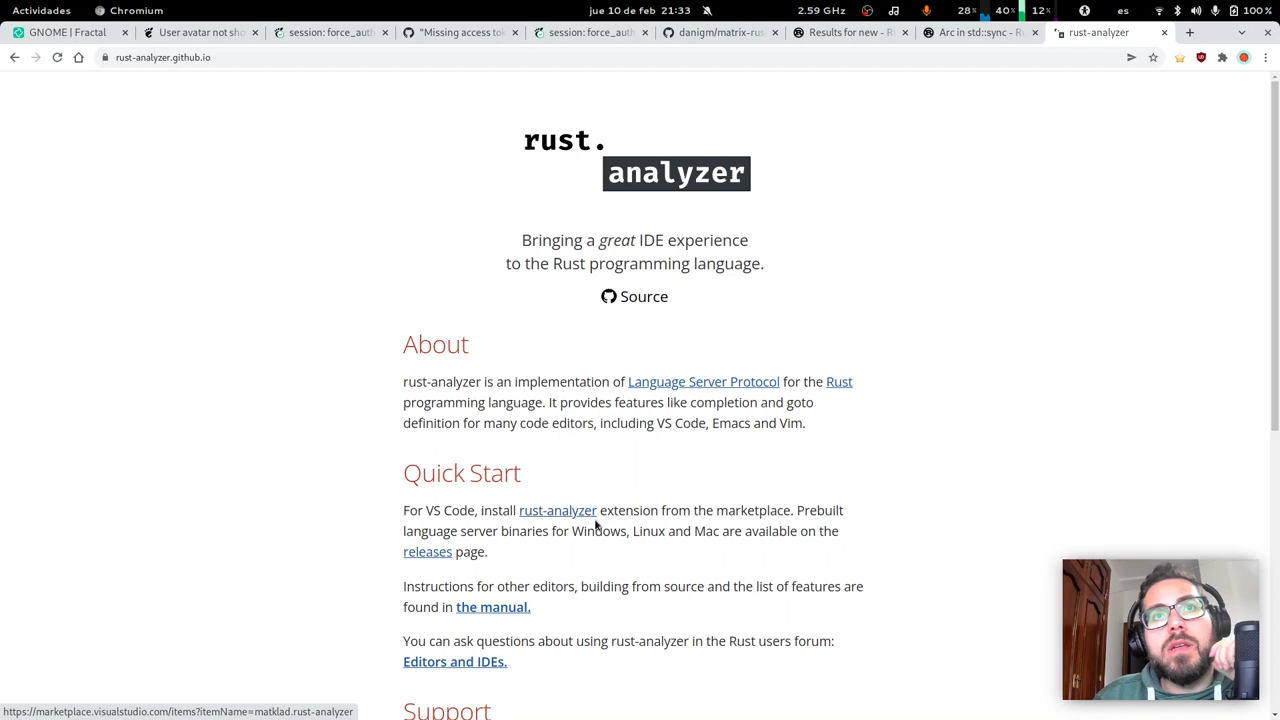 Actividades
Chromium
jue 10 de feb 21:33
2.59 GHz
28%
40%
12%
es
100 %
GNOME | Fractal
User avatar not sho
session: force_auth
"Missing access tok
session: force_auth
danigm/matrix-rus
Results for new - R
Arc in std::sync - Ru
rust-analyzer
rust-analyzer.github.io
rust.
analyzer
Bringing a great IDE experience
to the Rust programming language.
Source
About
rust-analyzer is an implementation of Language Server Protocol for the Rust
programming language. It provides features like completion and goto
definition for many code editors, including VS Code, Emacs and Vim.
Quick Start
For VS Code, install rust-analyzer extension from the marketplace. Prebuilt
language server binaries for Windows, Linux and Mac are available on the
releases page.
Instructions for other editors, building from source and the list of features are
found in the manual.
You can ask questions about using rust-analyzer in the Rust users forum:
Editors and IDEs.
Support
https://marketplace.visualstudio.com/items?itemName=matklad.rust-analyzer